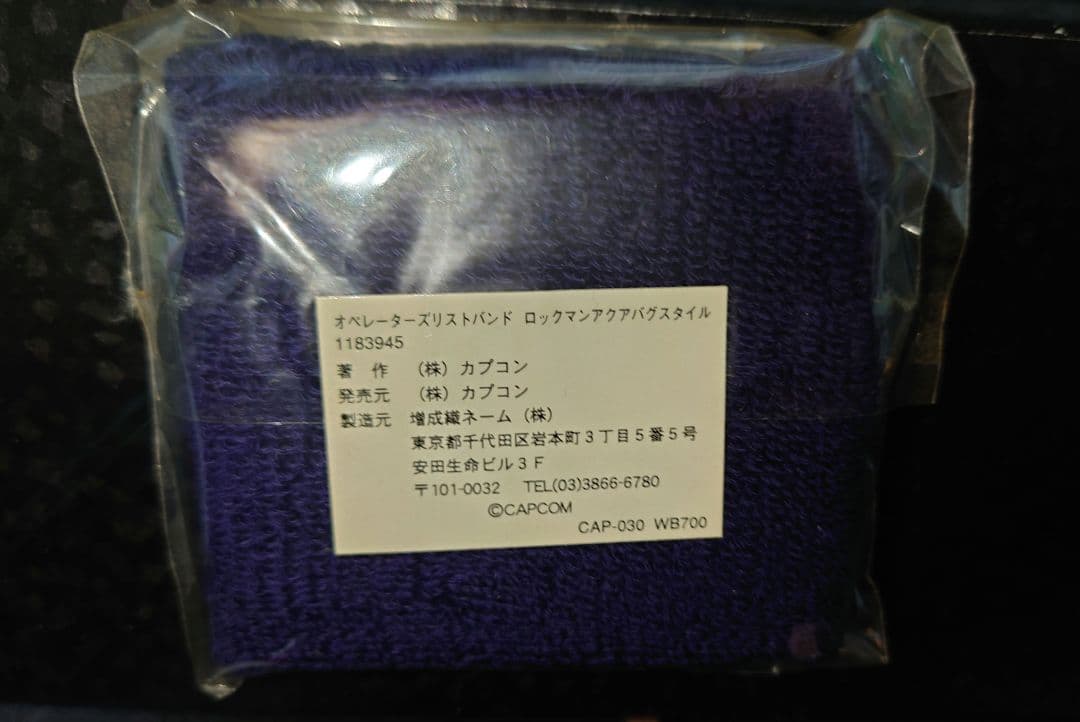 オペレーターズリストバンド ロックマンアクアバグスタイル
1183945
著 作 (株) カプコン
発売元 (株) カプコン
製造元 増成織ネーム (株)
東京都千代田区岩本町3丁目5番5号
安田生命ビル3F
〒101-0032 TEL(03)3866-6780
©CAPCOM
CAP-030 WB700